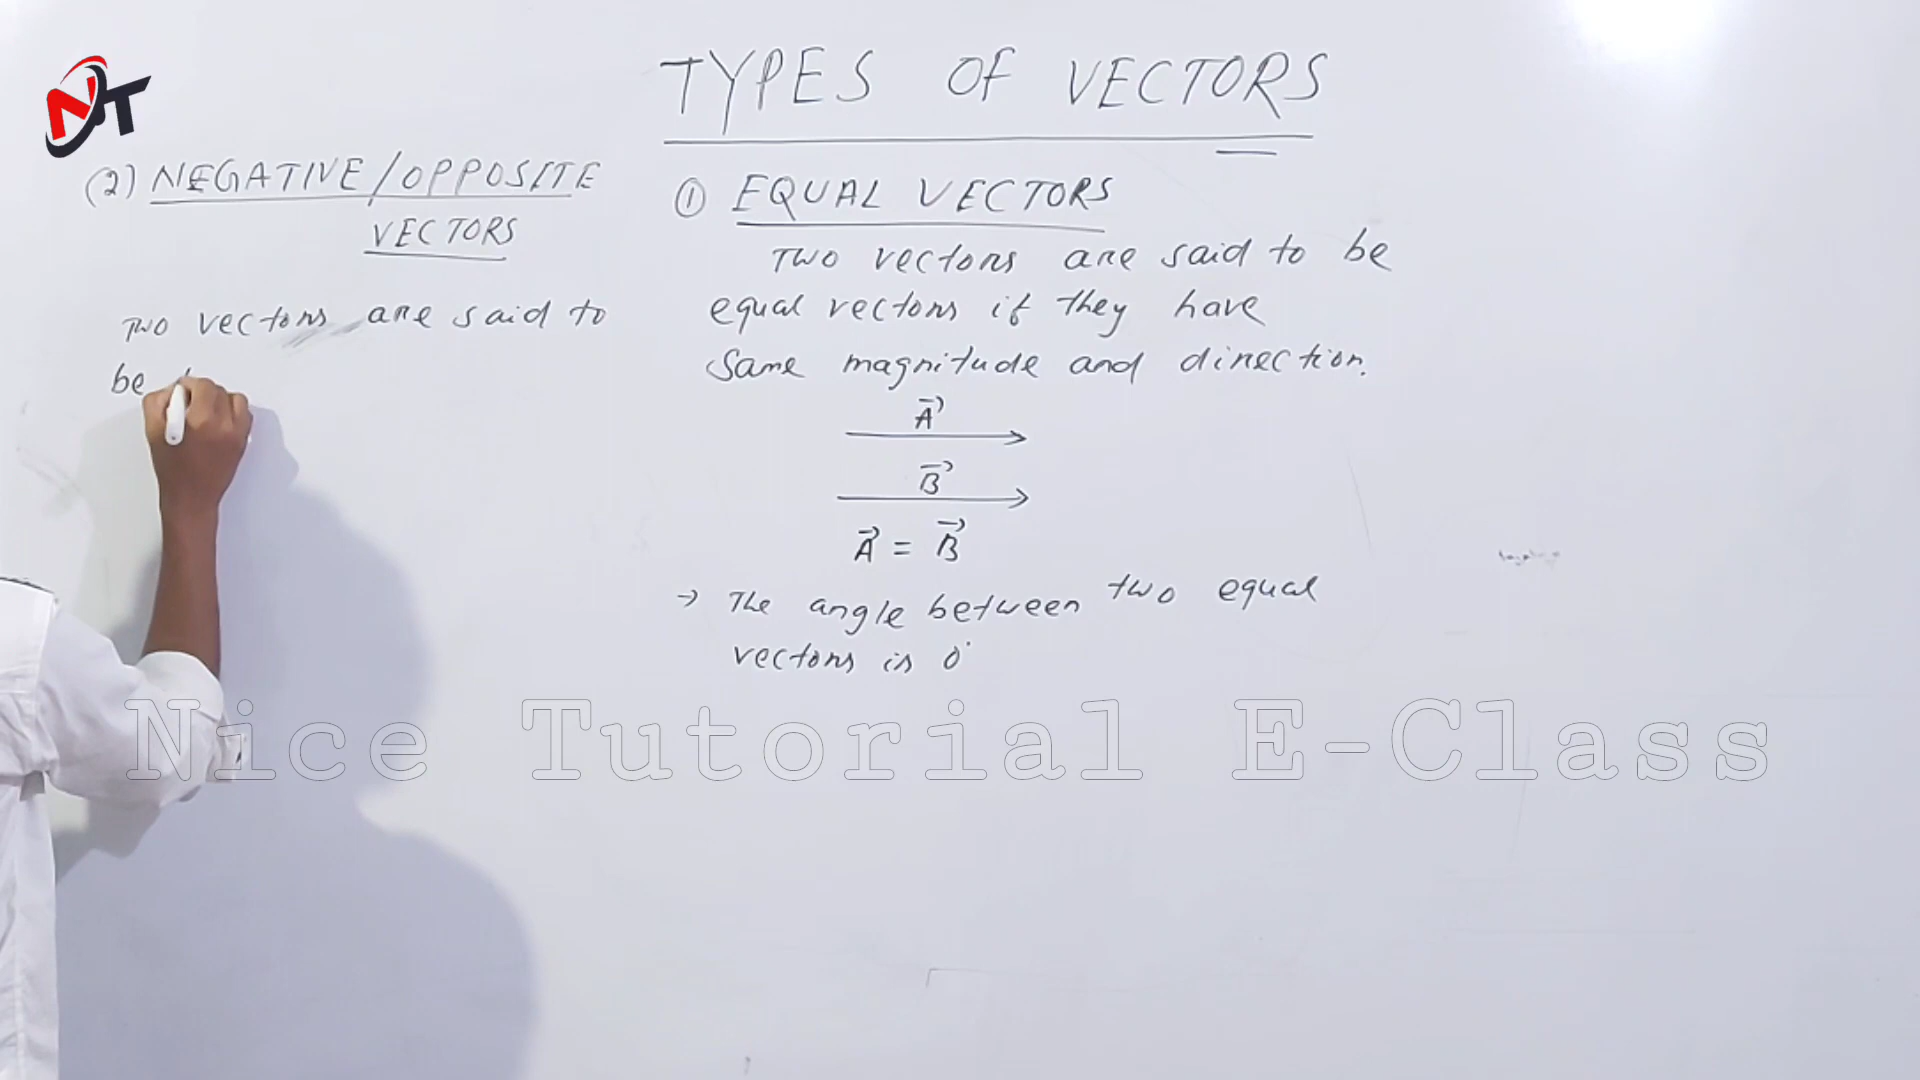 NT
TYPES OF VECTORS
(2) NEGATIVE/OPPOSITE
VECTORS
Two vectors are said to
be
① EQUAL VECTORS
Two vectors are said to be
equal vectors if they have
Same magnitude and direction.
A⃗
B⃗
A⃗ = B⃗
→ The angle between two equal
vectors is 0°
Nice Tutorial E-Class